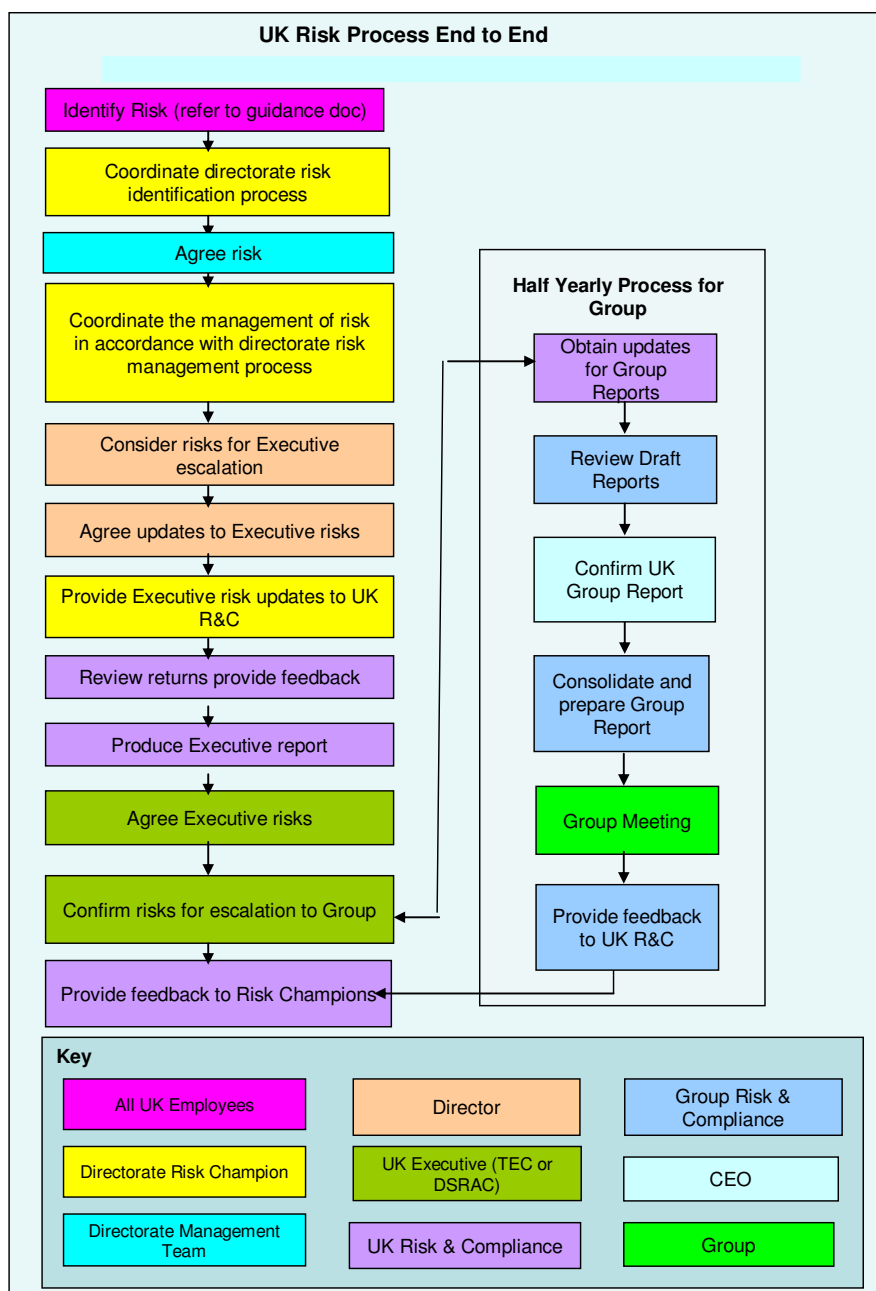 UK Risk Process End to End
Identify Risk (refer to guidance doc)
Coordinate directorate risk
identification process
Agree risk
Coordinate the management of risk
in accordance with directorate risk
management process
Consider risks for Executive
escalation
Agree updates to Executive risks
Provide Executive risk updates to UK
R&C
Review returns provide feedback
Produce Executive report
Agree Executive risks
Confirm risks for escalation to Group
Provide feedback to Risk Champions
Half Yearly Process for
Group
Obtain updates
for Group
Reports
Review Draft
Reports
Confirm UK
Group Report
Consolidate and
prepare Group
Report
Group Meeting
Provide feedback
to UK R&C
Key
All UK Employees
Director
Group Risk &
Compliance
Directorate Risk Champion
UK Executive (TEC or
DSRAC)
CEO
Directorate Management
Team
UK Risk & Compliance
Group